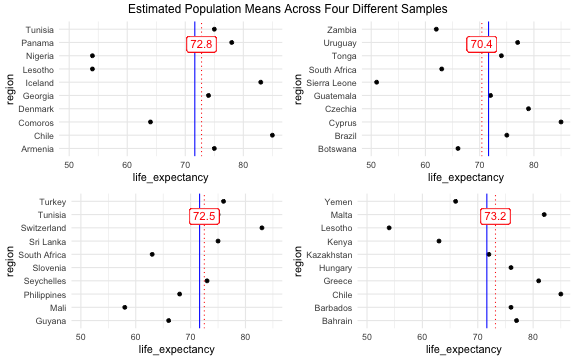 Estimated Population Means Across Four Different Samples
region
Tunisia
Panama
Nigeria
Lesotho
Iceland
Georgia
Denmark
Comoros
Chile
Armenia
72.8
50 60 70 80
life_expectancy
region
Zambia
Uruguay
Tonga
South Africa
Sierra Leone
Guatemala
Czechia
Cyprus
Brazil
Botswana
70.4
50 60 70 80
life_expectancy
region
Turkey
Tunisia
Switzerland
Sri Lanka
South Africa
Slovenia
Seychelles
Philippines
Mali
Guyana
72.5
50 60 70 80
life_expectancy
region
Yemen
Malta
Lesotho
Kenya
Kazakhstan
Hungary
Greece
Chile
Barbados
Bahrain
73.2
50 60 70 80
life_expectancy